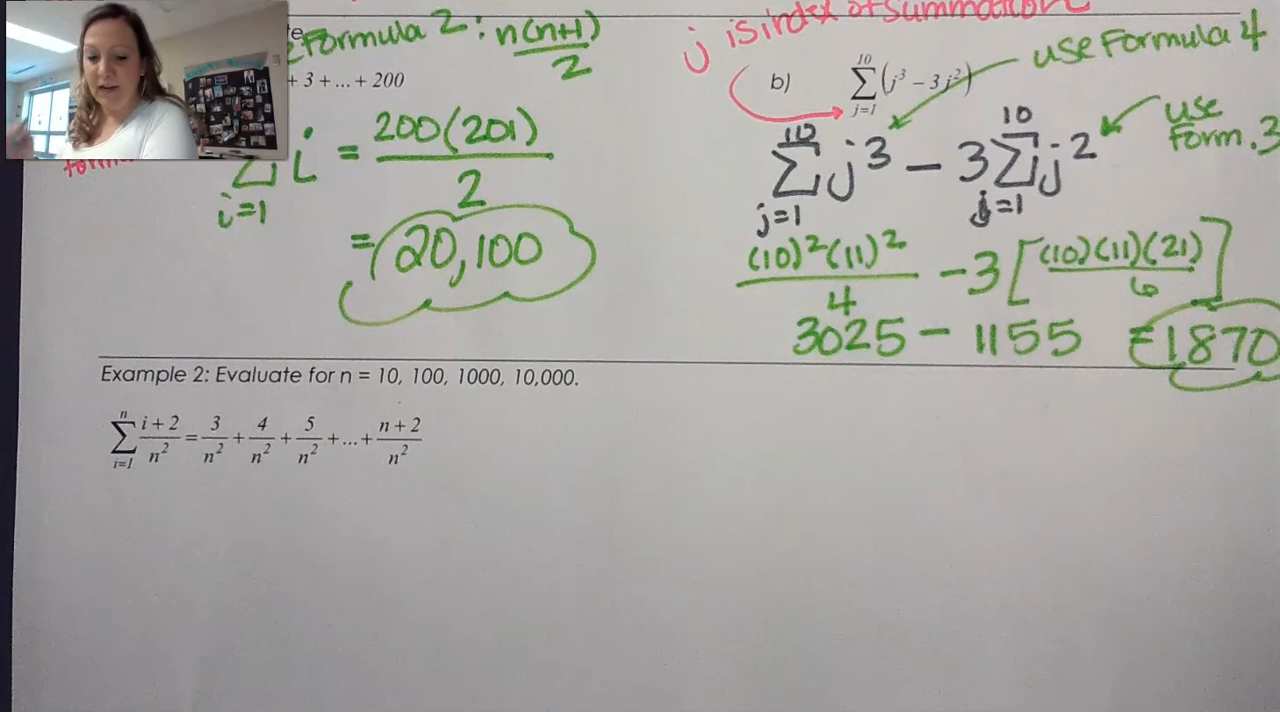 te
Formula 2: n(n+1)/2
+ 3 + ... + 200
i=1 ∑ i = 200(201)/2
= 20,100
j is index of summation
use Formula 4
b) ∑_{j=1}^{10} (j³ − 3j²)
use Form. 3
∑_{j=1}^{10} j³ − 3 ∑_{j=1}^{10} j²
(10)²(11)²/4 − 3[(10)(11)(21)/6]
3025 − 1155 = 1870
Example 2: Evaluate for n = 10, 100, 1000, 10,000.
∑_{i=1}^{n} (i+2)/n² = 3/n² + 4/n² + 5/n² + ... + (n+2)/n²